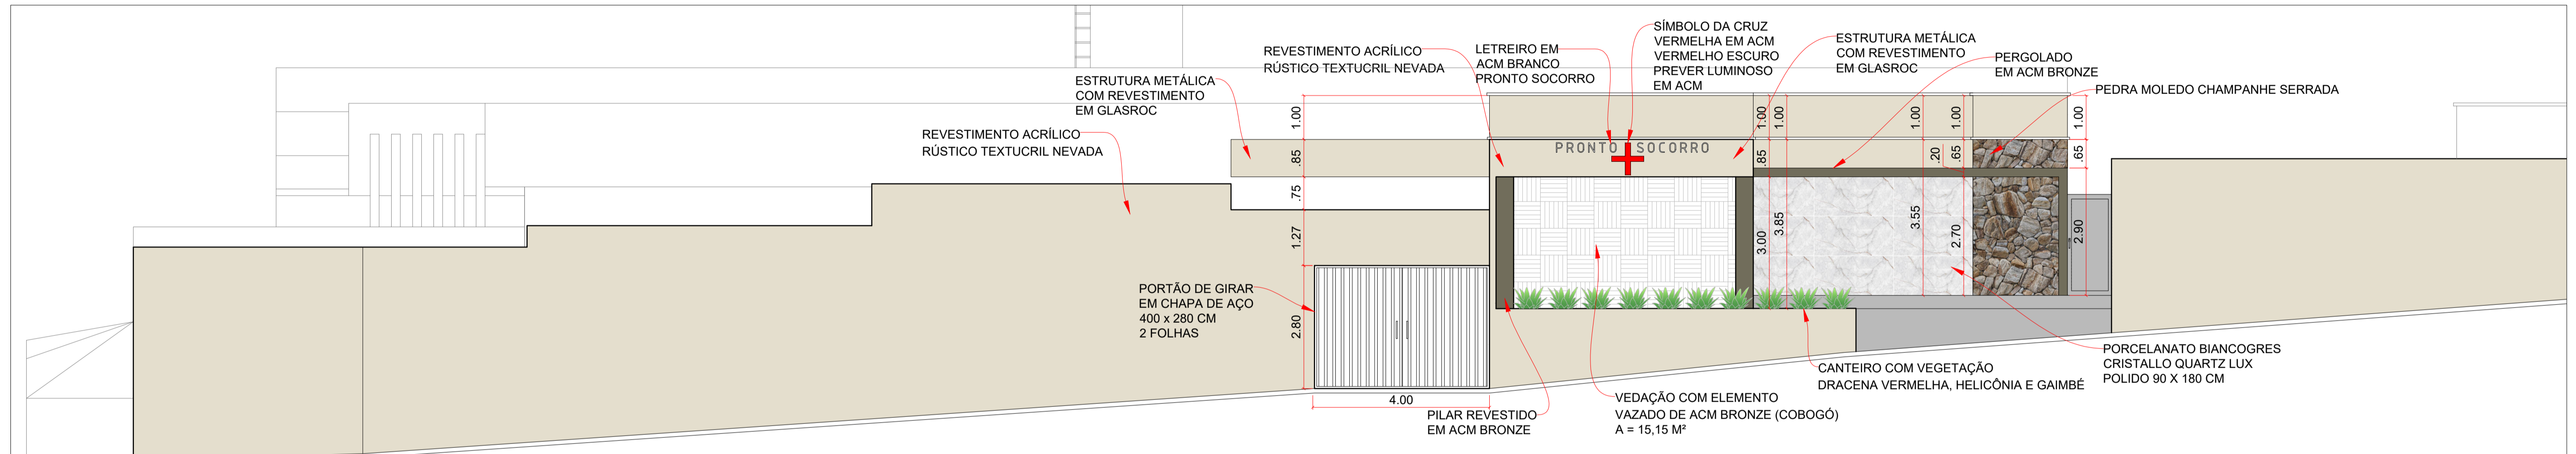 SÍMBOLO DA CRUZ
VERMELHA EM ACM
VERMELHO ESCURO
PREVER LUMINOSO
EM ACM
REVESTIMENTO ACRÍLICO
RÚSTICO TEXTUCRIL NEVADA
LETREIRO EM
ACM BRANCO
PRONTO SOCORRO
ESTRUTURA METÁLICA
COM REVESTIMENTO
EM GLASROC
PERGOLADO
EM ACM BRONZE
ESTRUTURA METÁLICA
COM REVESTIMENTO
EM GLASROC
PEDRA MOLEDO CHAMPANHE SERRADA
REVESTIMENTO ACRÍLICO
RÚSTICO TEXTUCRIL NEVADA
1.00
.85
.75
1.27
2.80
4.00
PRONTO SOCORRO
1.00
1.00
1.00
1.00
1.00
.85
.20
.65
.65
3.00
3.85
3.55
2.70
2.90
PORTÃO DE GIRAR
EM CHAPA DE AÇO
400 x 280 CM
2 FOLHAS
PILAR REVESTIDO
EM ACM BRONZE
VEDAÇÃO COM ELEMENTO
VAZADO DE ACM BRONZE (COBOGÓ)
A = 15,15 M²
CANTEIRO COM VEGETAÇÃO
DRACENA VERMELHA, HELICÔNIA E GAIMBÉ
PORCELANATO BIANCOGRES
CRISTALLO QUARTZ LUX
POLIDO 90 X 180 CM